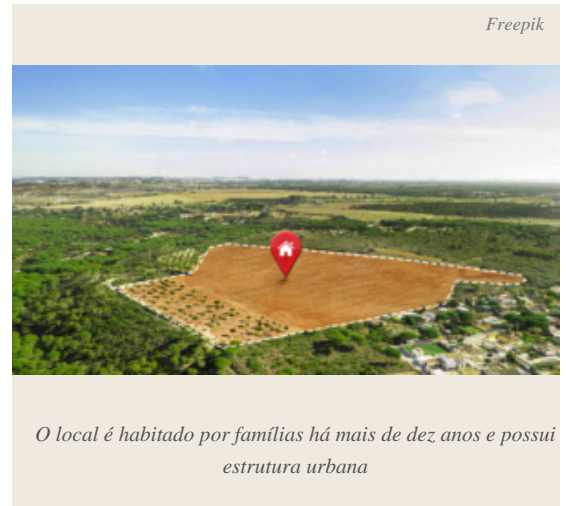 Freepik
O local é habitado por famílias há mais de dez anos e possui
estrutura urbana